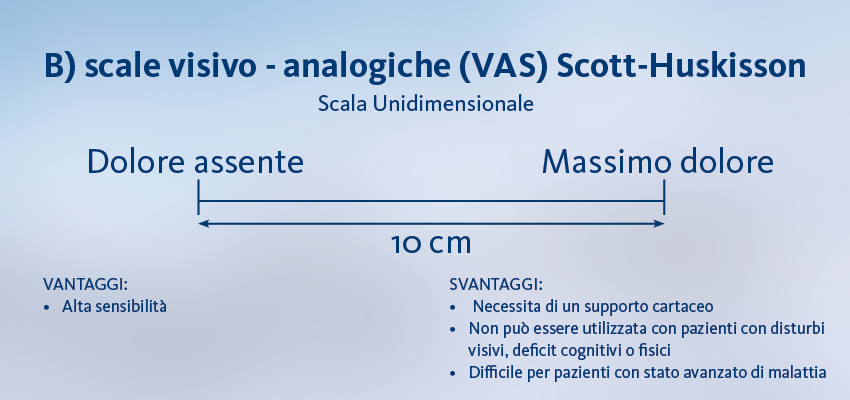 B) scale visivo - analogiche (VAS) Scott-Huskisson
Scala Unidimensionale
Dolore assente
Massimo dolore
10 cm
VANTAGGI:
• Alta sensibilità
SVANTAGGI:
• Necessita di un supporto cartaceo
• Non può essere utilizzata con pazienti con disturbi
visivi, deficit cognitivi o fisici
• Difficile per pazienti con stato avanzato di malattia